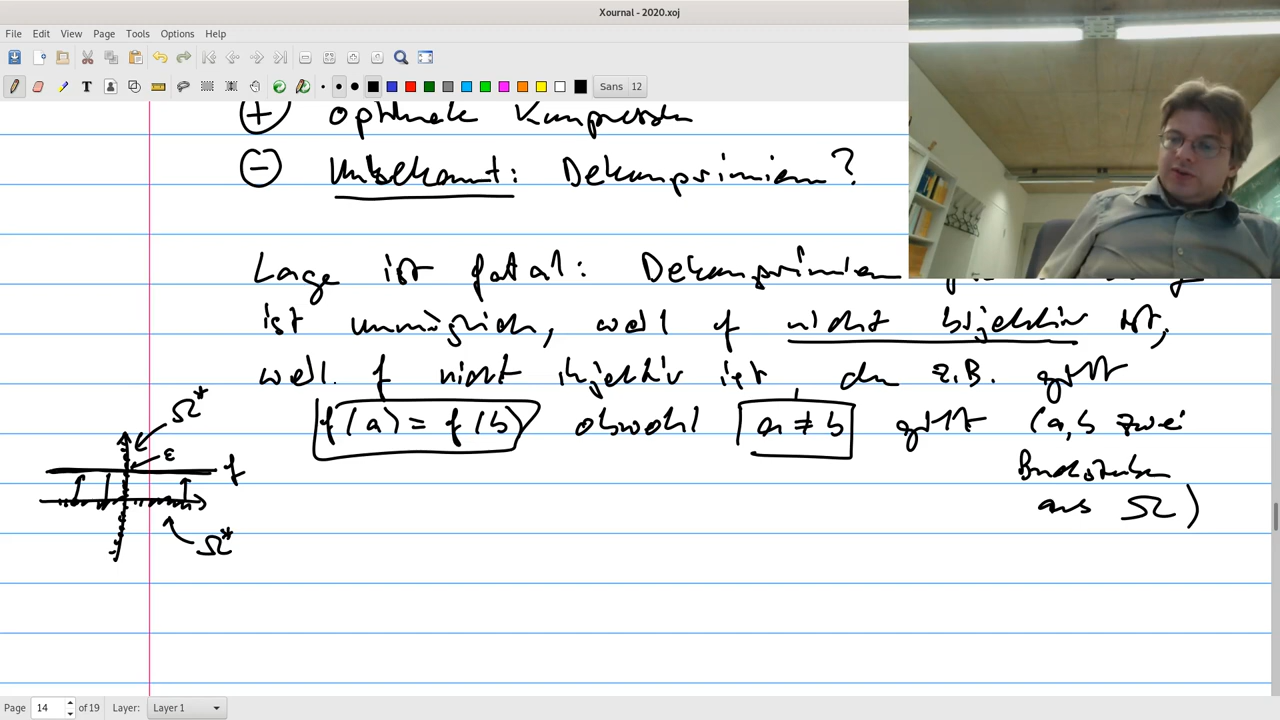 Xournal - 2020.xoj
File Edit View Page Tools Options Help
Sans 12
⊕ optimale Kompression
⊖ Unbekannt: Dekomprimieren?
Lage ist fatal: Dekomprimieren
ist unmöglich, weil f nicht bijektiv ist,
weil f nicht injektiv ist, da z.B. gilt
f(a) = f(b) obwohl a ≠ b gilt (a, b zwei
Buchstaben
aus Ω)
Ω*
ε
f
Ω*
Page 14 of 19 Layer: Layer 1